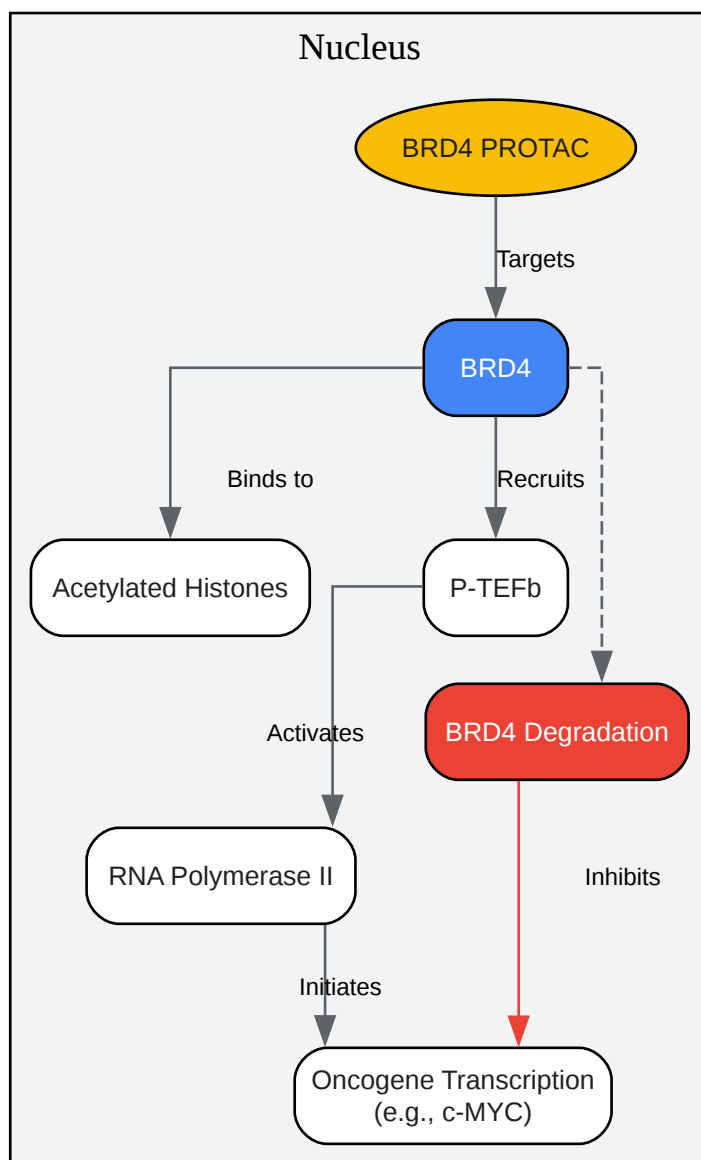 Nucleus
BRD4 PROTAC
Targets
BRD4
Binds to
Recruits
Acetylated Histones
P-TEFb
Activates
BRD4 Degradation
RNA Polymerase II
Inhibits
Initiates
Oncogene Transcription
(e.g., c-MYC)